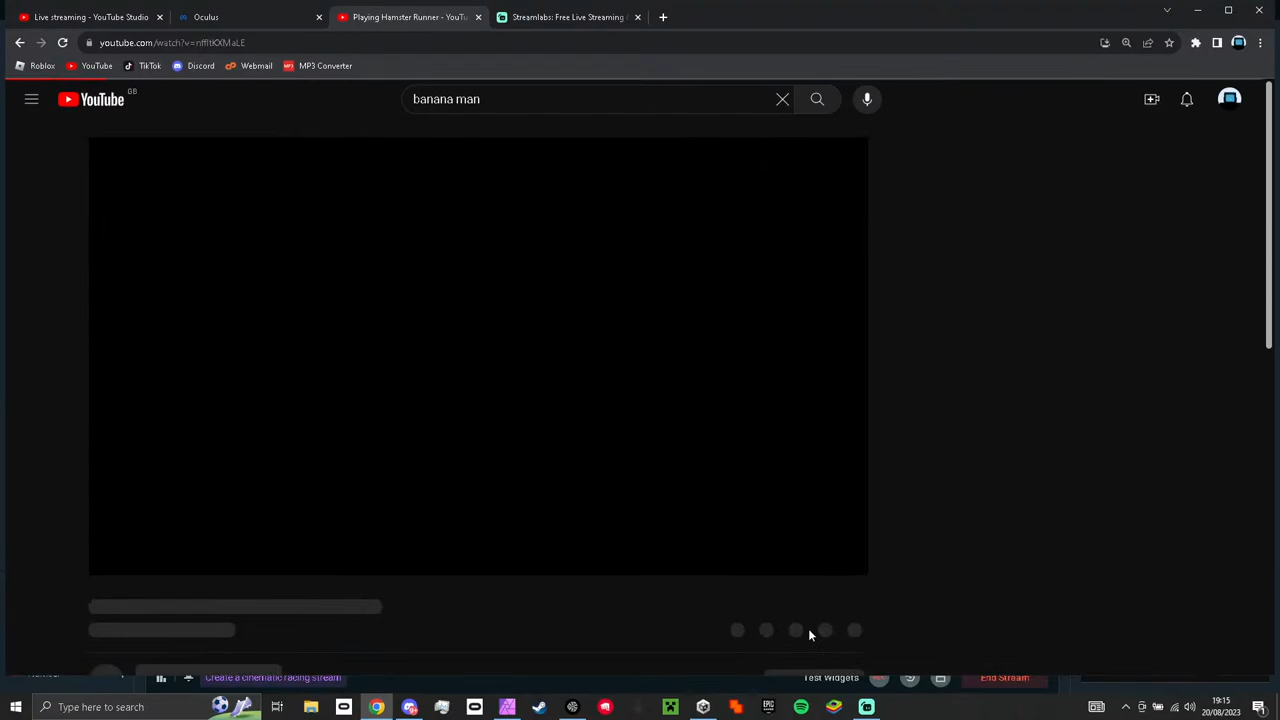 Live streaming - YouTube Studio
Oculus
Playing Hamster Runner - YouTu
Streamlabs: Free Live Streaming &
youtube.com/watch?v=nffltKXMaLE
Roblox
YouTube
TikTok
Discord
Webmail
MP3 Converter
YouTube GB
banana man
Create a cinematic racing stream
Test Widgets
End Stream
Type here to search
EPIC
19:15
20/08/2023